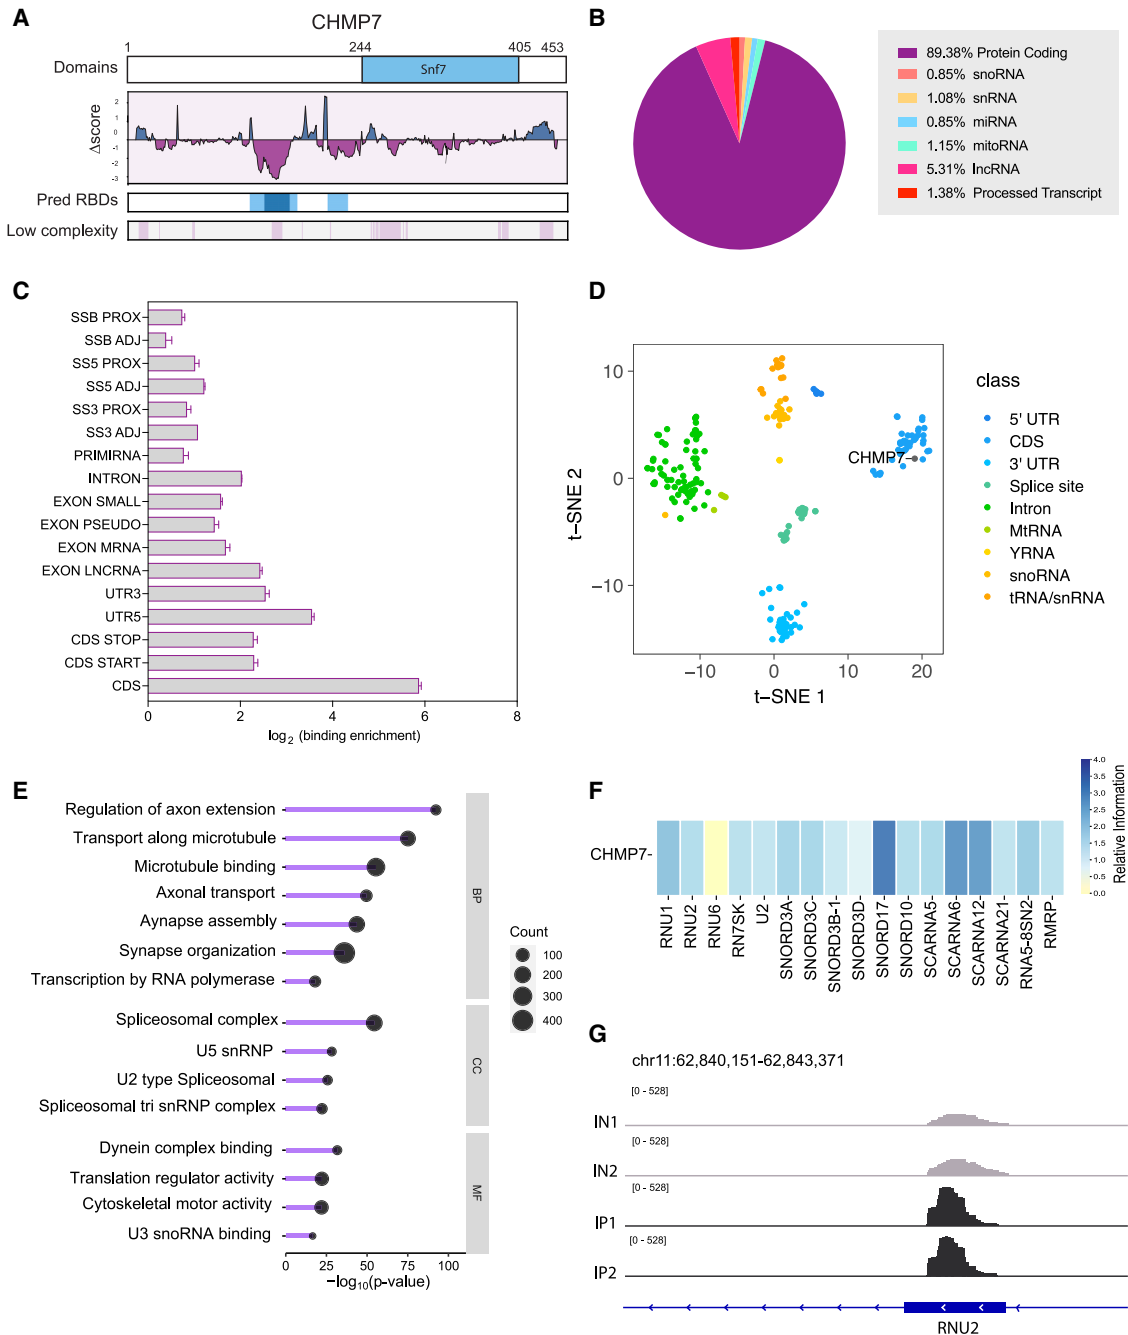 A
CHMP7
1 244 405 453
Domains
Snf7
Δscore
2
1
0
-1
-2
-3
Pred RBDs
Low complexity
B
89.38% Protein Coding
0.85% snoRNA
1.08% snRNA
0.85% miRNA
1.15% mitoRNA
5.31% lncRNA
1.38% Processed Transcript
C
SSB PROX
SSB ADJ
SS5 PROX
SS5 ADJ
SS3 PROX
SS3 ADJ
PRIMIRNA
INTRON
EXON SMALL
EXON PSEUDO
EXON MRNA
EXON LNCRNA
UTR3
UTR5
CDS STOP
CDS START
CDS
0 2 4 6 8
log2 (binding enrichment)
D
10
0
−10
t−SNE 2
CHMP7
−10 0 10 20
t−SNE 1
class
5' UTR
CDS
3' UTR
Splice site
Intron
MtRNA
YRNA
snoRNA
tRNA/snRNA
E
Regulation of axon extension
Transport along microtubule
Microtubule binding
Axonal transport
Aynapse assembly
Synapse organization
Transcription by RNA polymerase
BP
Spliceosomal complex
U5 snRNP
U2 type Spliceosomal
Spliceosomal tri snRNP complex
CC
Dynein complex binding
Translation regulator activity
Cytoskeletal motor activity
U3 snoRNA binding
MF
0 25 50 75 100
−log10(p-value)
Count
100
200
300
400
F
CHMP7-
RNU1
RNU2
RNU6
RN7SK
U2
SNORD3A
SNORD3C
SNORD3B-1
SNORD3D
SNORD17
SNORD10
SCARNA5
SCARNA6
SCARNA12
SCARNA21
RNA5-8SN2
RMRP
4.0
3.5
3.0
2.5
2.0
1.5
1.0
0.5
0.0
Relative Information
G
chr11:62,840,151-62,843,371
[0 - 528]
IN1
[0 - 528]
IN2
[0 - 528]
IP1
[0 - 528]
IP2
RNU2